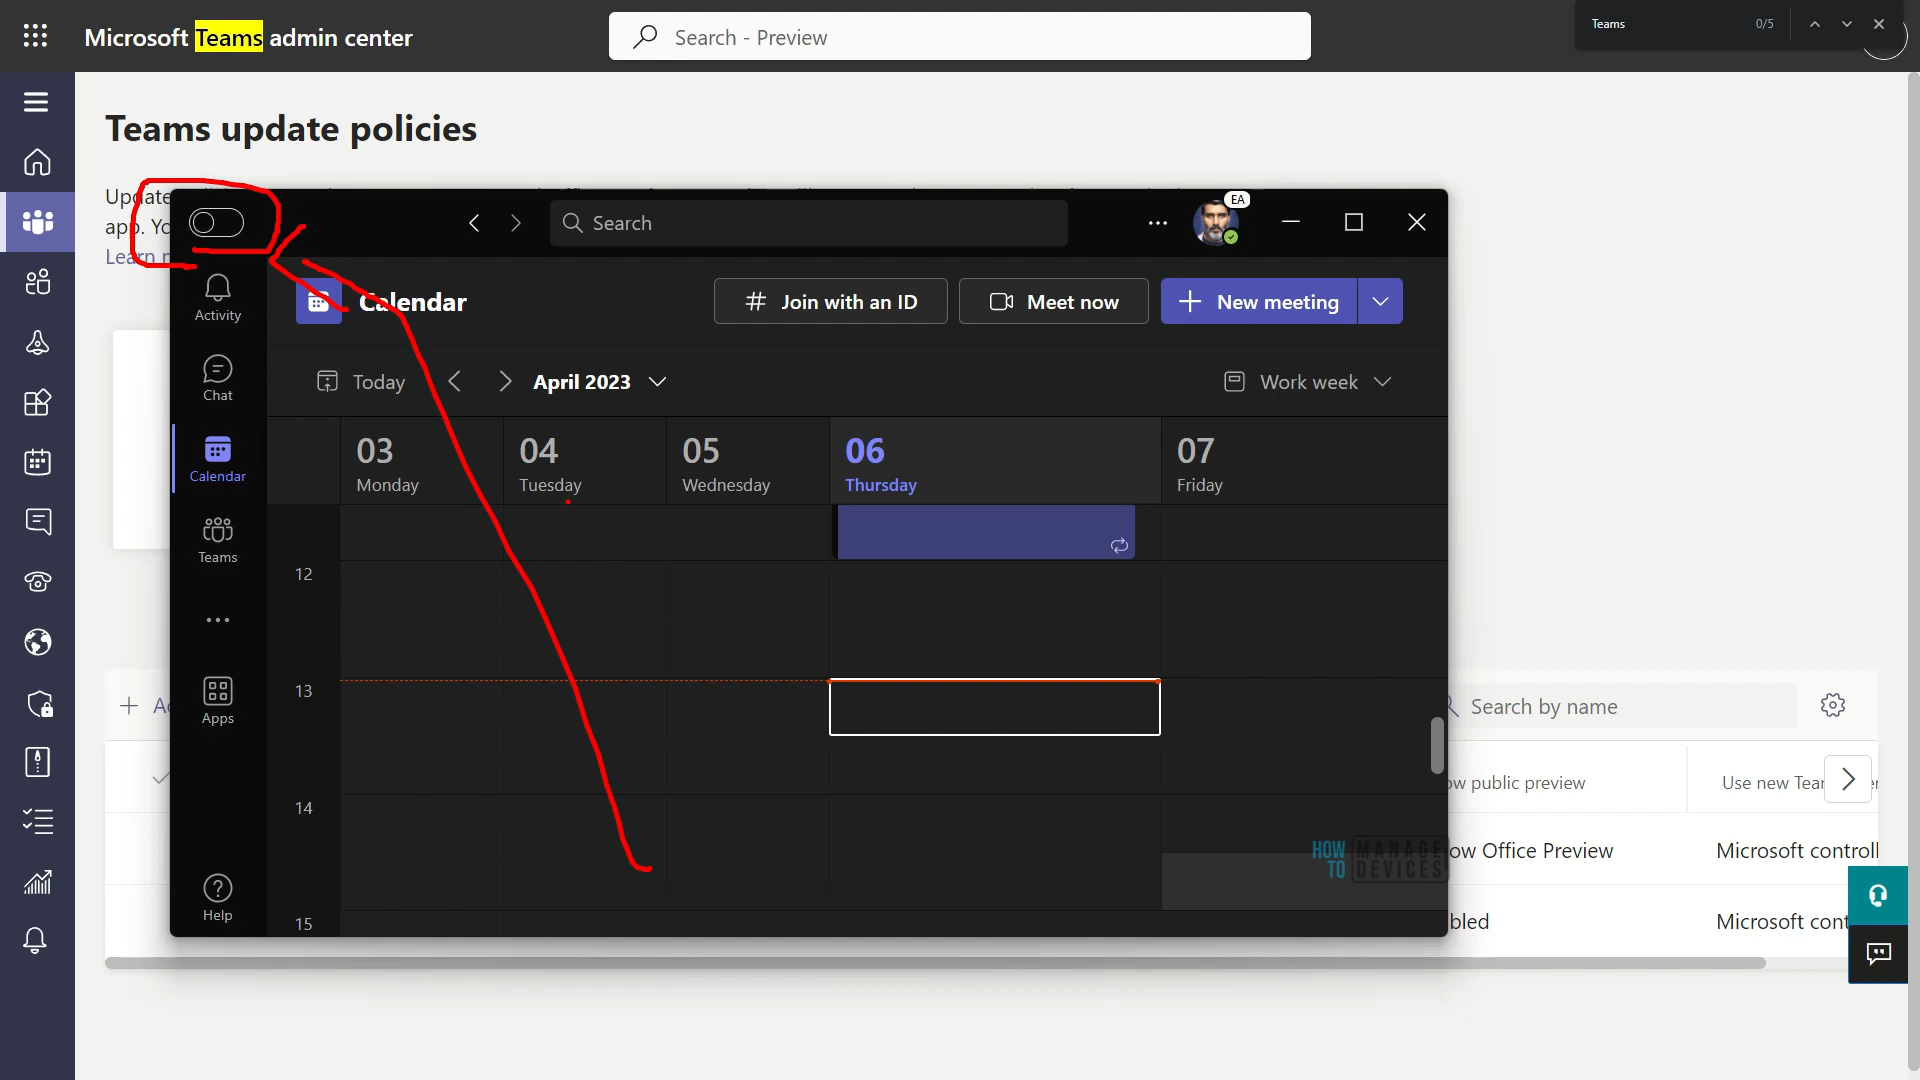 Microsoft Teams admin center
Search - Preview
Teams
0/5
Teams update policies
Update
app. Yo
Learn
EA
Search
Activity
Calendar
Join with an ID
Meet now
New meeting
Chat
Today
April 2023
Work week
Calendar
03
04
05
06
07
Monday
Tuesday
Wednesday
Thursday
Friday
Teams
12
13
Apps
Search by name
ow public preview
Use new Tea
14
HOW TO
MANAGE DEVICES
ow Office Preview
Microsoft controll
Help
15
bled
Microsoft cont